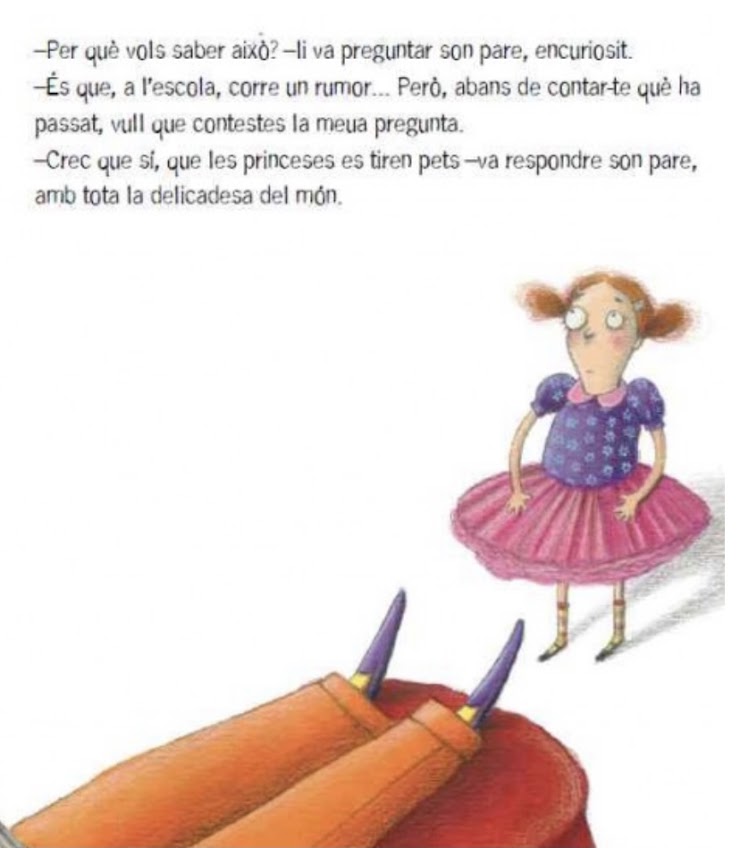 –Per què vols saber això? –li va preguntar son pare, encuriosit.
–És que, a l'escola, corre un rumor... Però, abans de contar-te què ha
passat, vull que contestes la meua pregunta.
–Crec que sí, que les princeses es tiren pets –va respondre son pare,
amb tota la delicadesa del món.